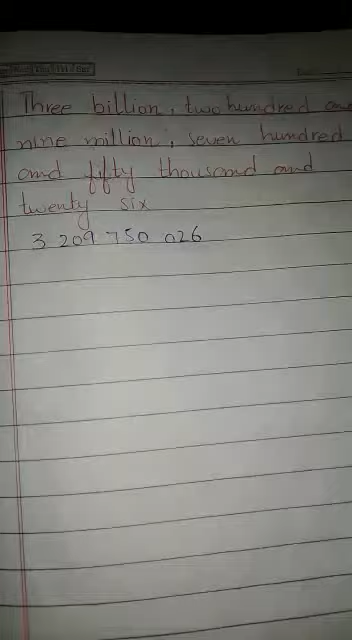 Three billion, two hundred and
nine million, seven hundred
and fifty thousand and
twenty six
3 209 750 026